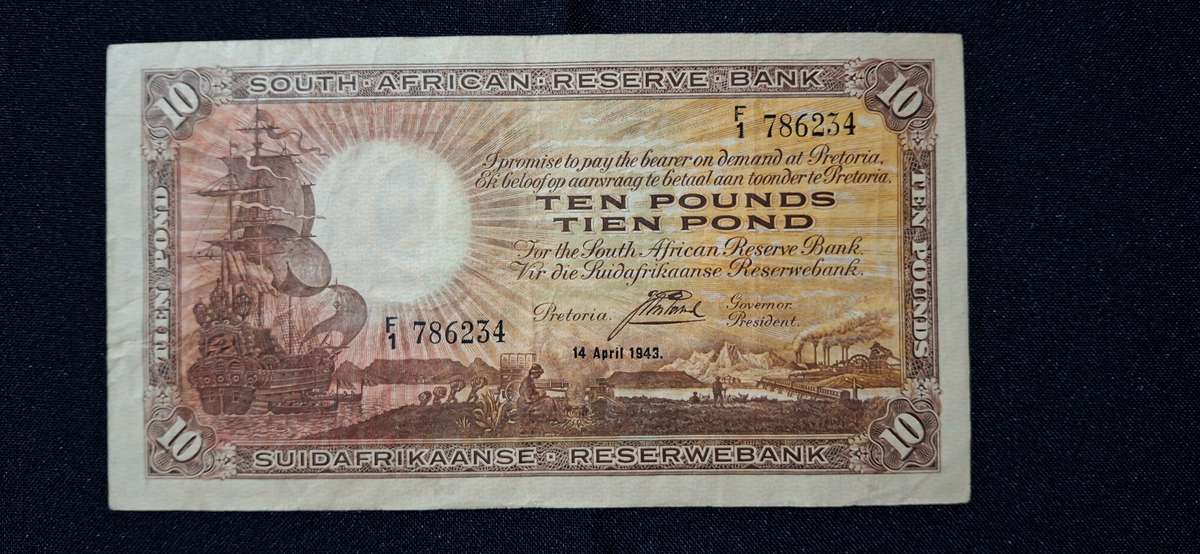 SOUTH · AFRICAN · RESERVE · BANK
10
10
F/1 786234
I promise to pay the bearer on demand at Pretoria.
Ek beloof op aanvraag te betaal aan toonder te Pretoria.
TEN POUNDS
TIEN POND
For the South African Reserve Bank.
Vir die Suidafrikaanse Reserwebank.
TIEN POND
TEN POUNDS
Pretoria.
Governor.
President.
F/1 786234
14 April 1943.
10
10
SUIDAFRIKAANSE · RESERWEBANK